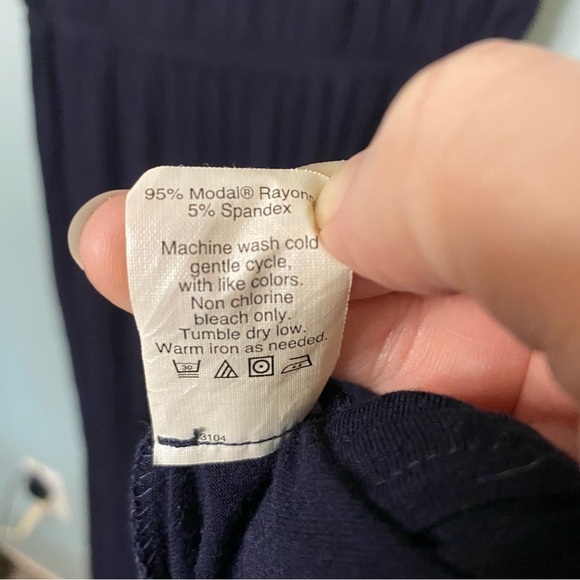 95% Modal® Rayon
5% Spandex
Machine wash cold
gentle cycle,
with like colors.
Non chlorine
bleach only.
Tumble dry low.
Warm iron as needed.
30
3104